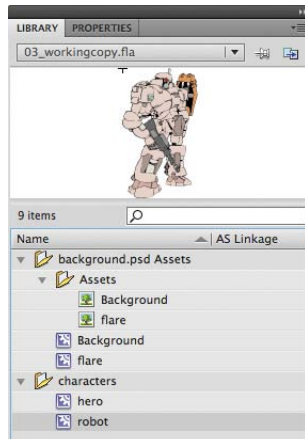 LIBRARY PROPERTIES
03_workingcopy.fla
9 items
Name AS Linkage
background.psd Assets
Assets
Background
flare
Background
flare
characters
hero
robot